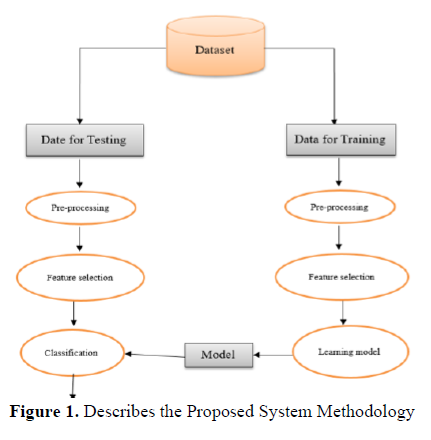 Dataset
Date for Testing
Data for Training
Pre-processing
Pre-processing
Feature selection
Feature selection
Classification
Model
Learning model
Figure 1. Describes the Proposed System Methodology